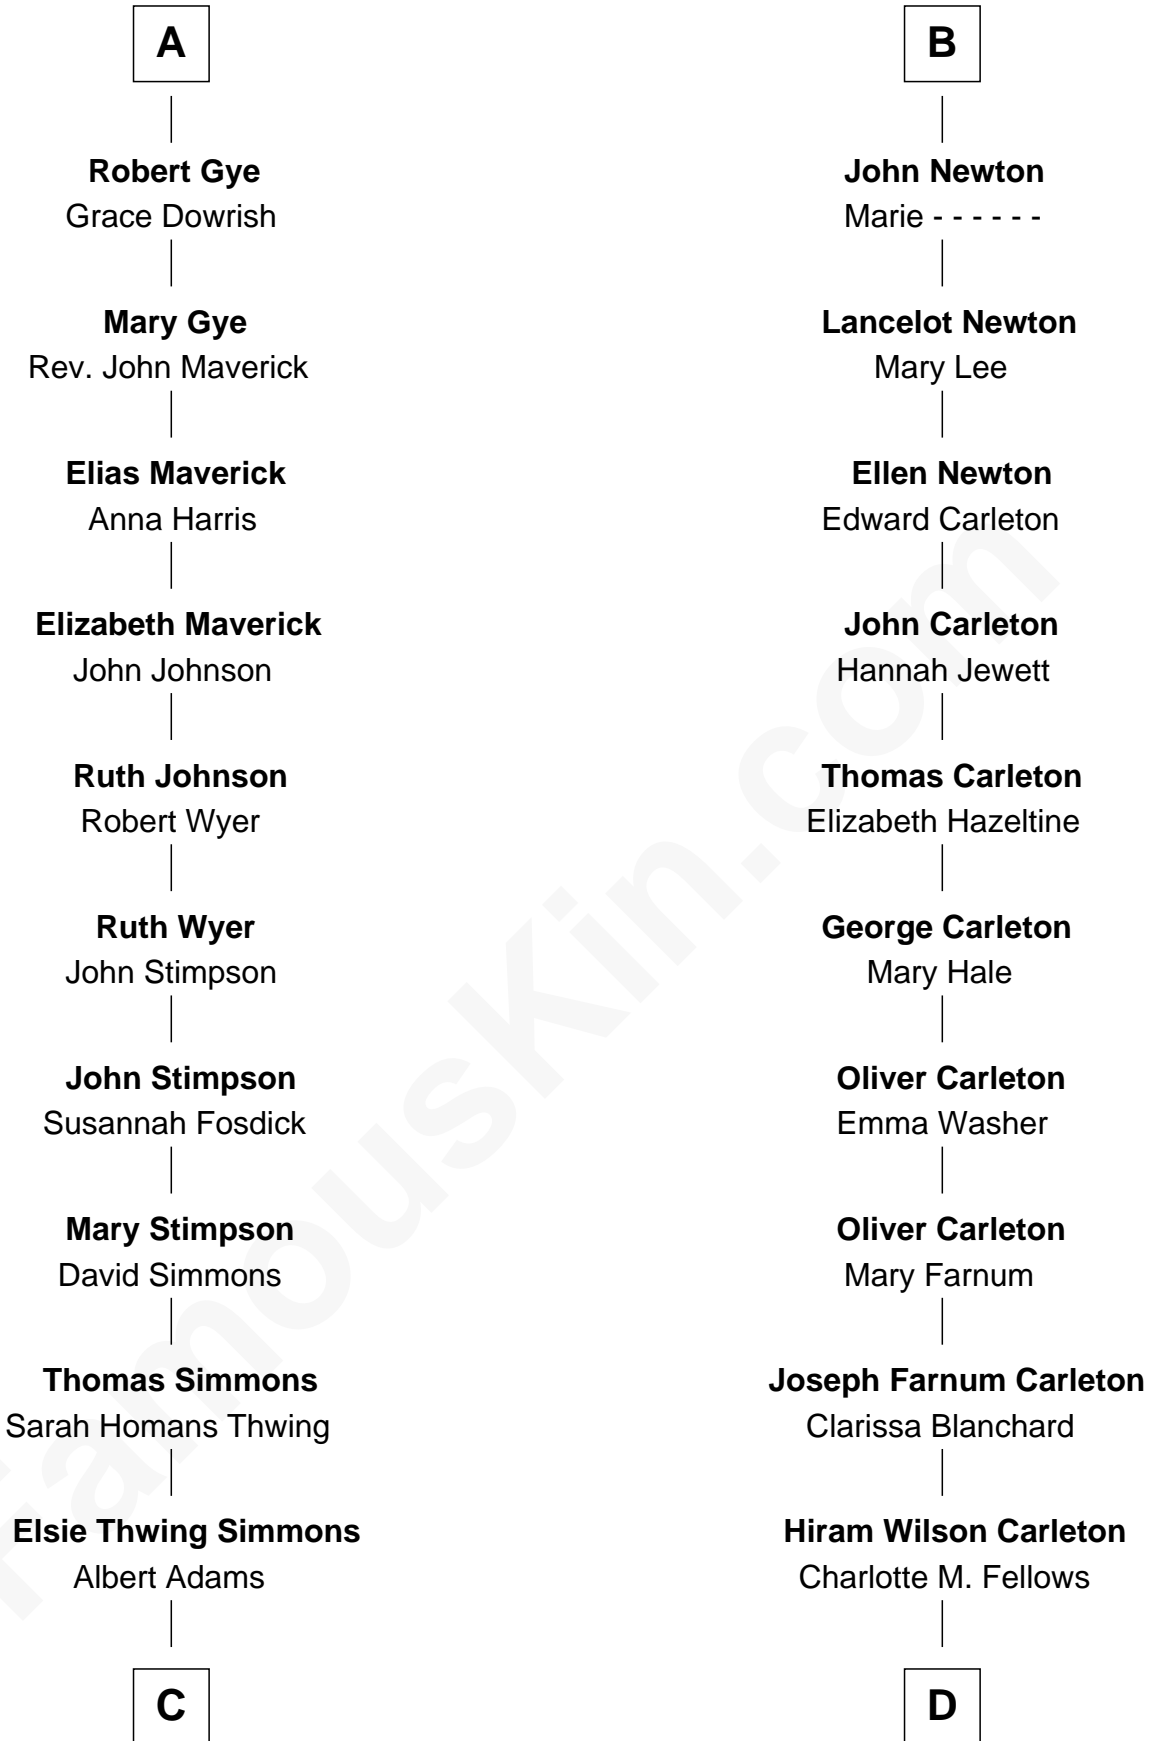 A
Robert Gye
Grace Dowrish
Mary Gye
Rev. John Maverick
Elias Maverick
Anna Harris
Elizabeth Maverick
John Johnson
Ruth Johnson
Robert Wyer
Ruth Wyer
John Stimpson
John Stimpson
Susannah Fosdick
Mary Stimpson
David Simmons
Thomas Simmons
Sarah Homans Thwing
Elsie Thwing Simmons
Albert Adams
C
B
John Newton
Marie - - - - - -
Lancelot Newton
Mary Lee
Ellen Newton
Edward Carleton
John Carleton
Hannah Jewett
Thomas Carleton
Elizabeth Hazeltine
George Carleton
Mary Hale
Oliver Carleton
Emma Washer
Oliver Carleton
Mary Farnum
Joseph Farnum Carleton
Clarissa Blanchard
Hiram Wilson Carleton
Charlotte M. Fellows
D
FamousKin.com